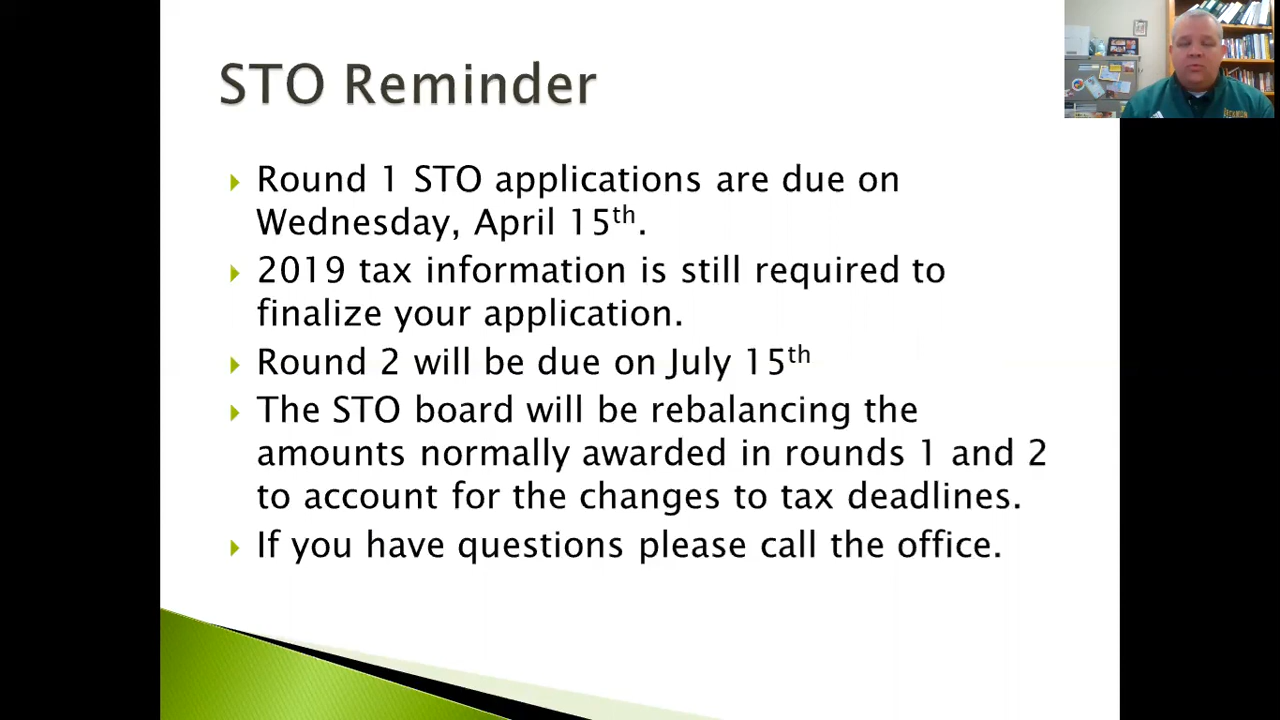 STO Reminder
Round 1 STO applications are due on
Wednesday, April 15th.
2019 tax information is still required to
finalize your application.
Round 2 will be due on July 15th
The STO board will be rebalancing the
amounts normally awarded in rounds 1 and 2
to account for the changes to tax deadlines.
If you have questions please call the office.